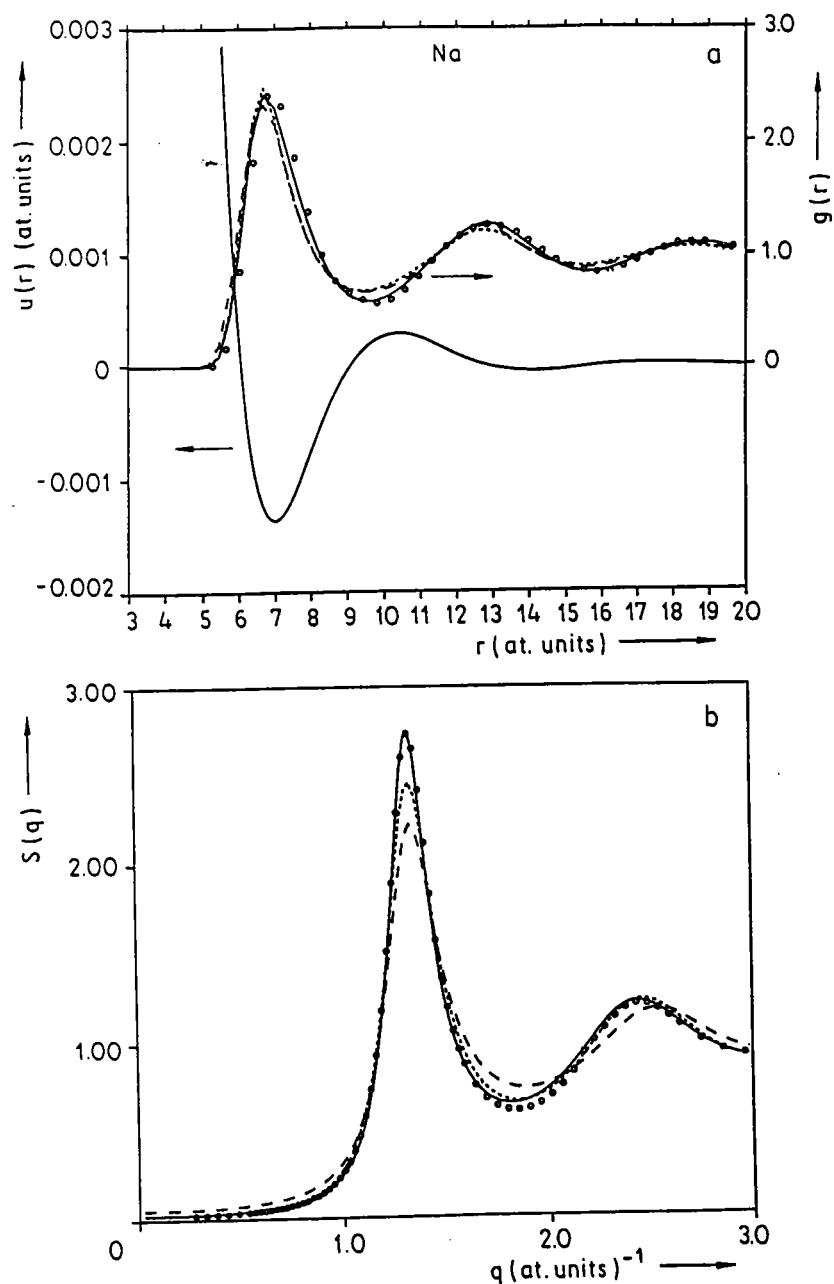 Na
a
0.003
0.002
0.001
0
-0.001
-0.002
u(r) (at.units)
3.0
2.0
1.0
0
g(r)
3 4 5 6 7 8 9 10 11 12 13 14 15 16 17 18 19 20
r (at. units)
b
3.00
2.00
1.00
0
S(q)
1.0 2.0 3.0
q (at. units)⁻¹